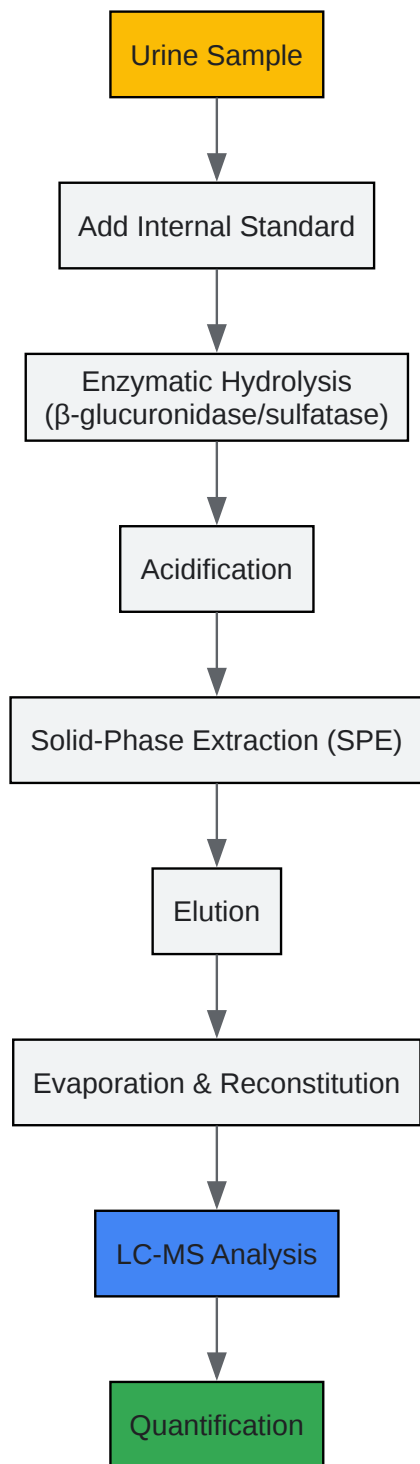 Urine Sample
Add Internal Standard
Enzymatic Hydrolysis
(β-glucuronidase/sulfatase)
Acidification
Solid-Phase Extraction (SPE)
Elution
Evaporation & Reconstitution
LC-MS Analysis
Quantification